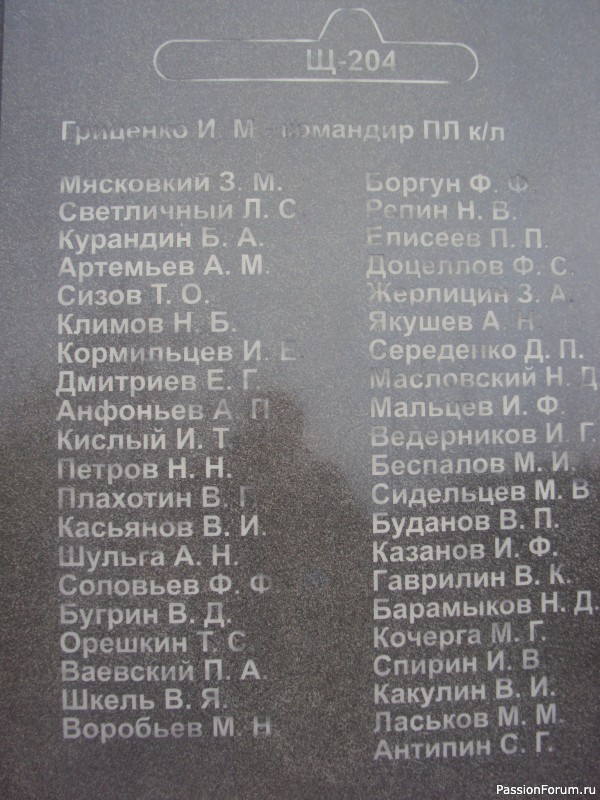 Щ-204
Гриценко И. М - командир ПЛ к/л
Мясковкий З. М.
Светличный Л. С
Курандин Б. А.
Артемьев А. М.
Сизов Т. О.
Климов Н. Б.
Кормильцев И. Е
Дмитриев Е. Г.
Анфоньев А. П
Кислый И. Т
Петров Н. Н.
Плахотин В. Г
Касьянов В. И.
Шульга А. Н.
Соловьев Ф. Ф
Бугрин В. Д.
Орешкин Т. С
Ваевский П. А.
Шкель В. Я.
Воробьев М. Н
Боргун Ф. Ф
Репин Н. В.
Елисеев П. П.
Доцеллов Ф. С.
Жерлицин З. А.
Якушев А. Н
Середенко Д. П.
Масловский Н. Д
Мальцев И. Ф.
Ведерников И. Г.
Беспалов М. И.
Сидельцев М. В
Буданов В. П.
Казанов И. Ф.
Гаврилин В. К.
Барамыков Н. Д.
Кочерга М. Г.
Спирин И. В
Какулин В. И.
Ласьков М. М.
Антипин С. Г.
PassionForum.ru